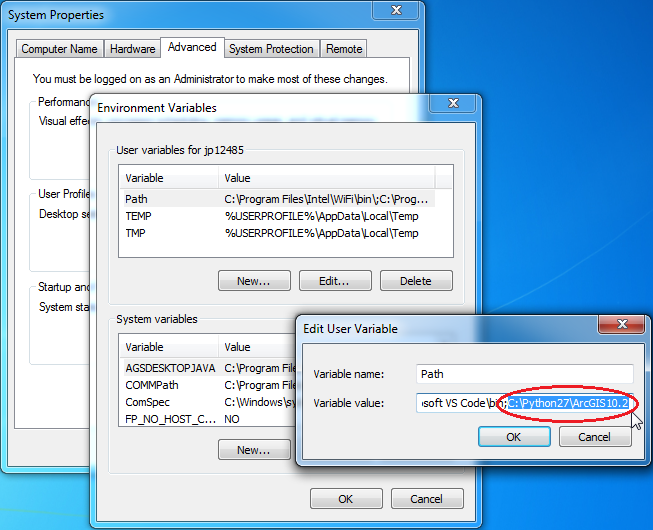 System Properties
Computer Name Hardware Advanced System Protection Remote
You must be logged on as an Administrator to make most of these changes.
Performanc
Visual effe
User Profile
Desktop se
Startup and
System sta
Environment Variables
User variables for jp12485
Variable Value
Path C:\Program Files\Intel\WiFi\bin\;C:\Prog...
TEMP %USERPROFILE%\AppData\Local\Temp
TMP %USERPROFILE%\AppData\Local\Temp
New... Edit... Delete
System variables
Variable Value
AGSDESKTOPJAVA C:\Program File
COMMPath C:\Program File
ComSpec C:\Windows\sys
FP_NO_HOST_C... NO
New...
OK Cancel
Edit User Variable
Variable name: Path
Variable value: osoft VS Code\bin;C:\Python27\ArcGIS10.2
OK Cancel